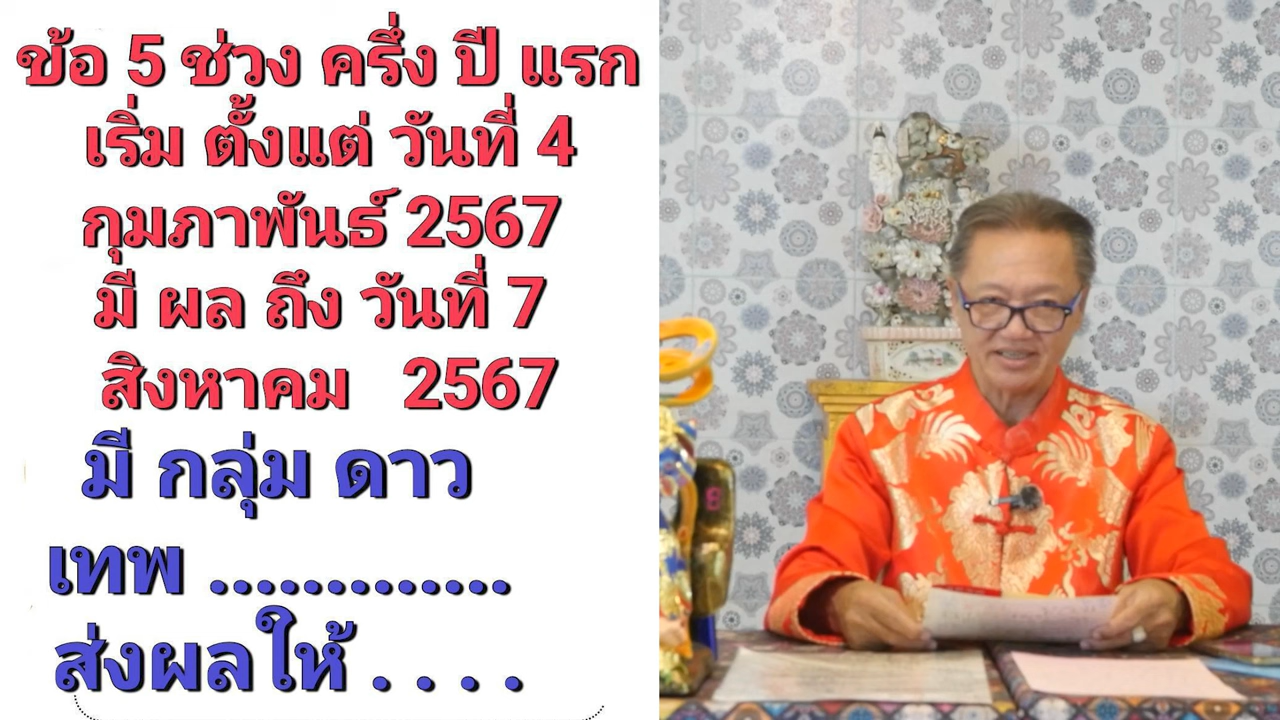 ข้อ 5 ช่วง ครึ่ง ปี แรก
เริ่ม ตั้งแต่ วันที่ 4
กุมภาพันธ์ 2567
มี ผล ถึง วันที่ 7
สิงหาคม 2567
มี กลุ่ม ดาว
เทพ .............
ส่งผลให้ . . . .